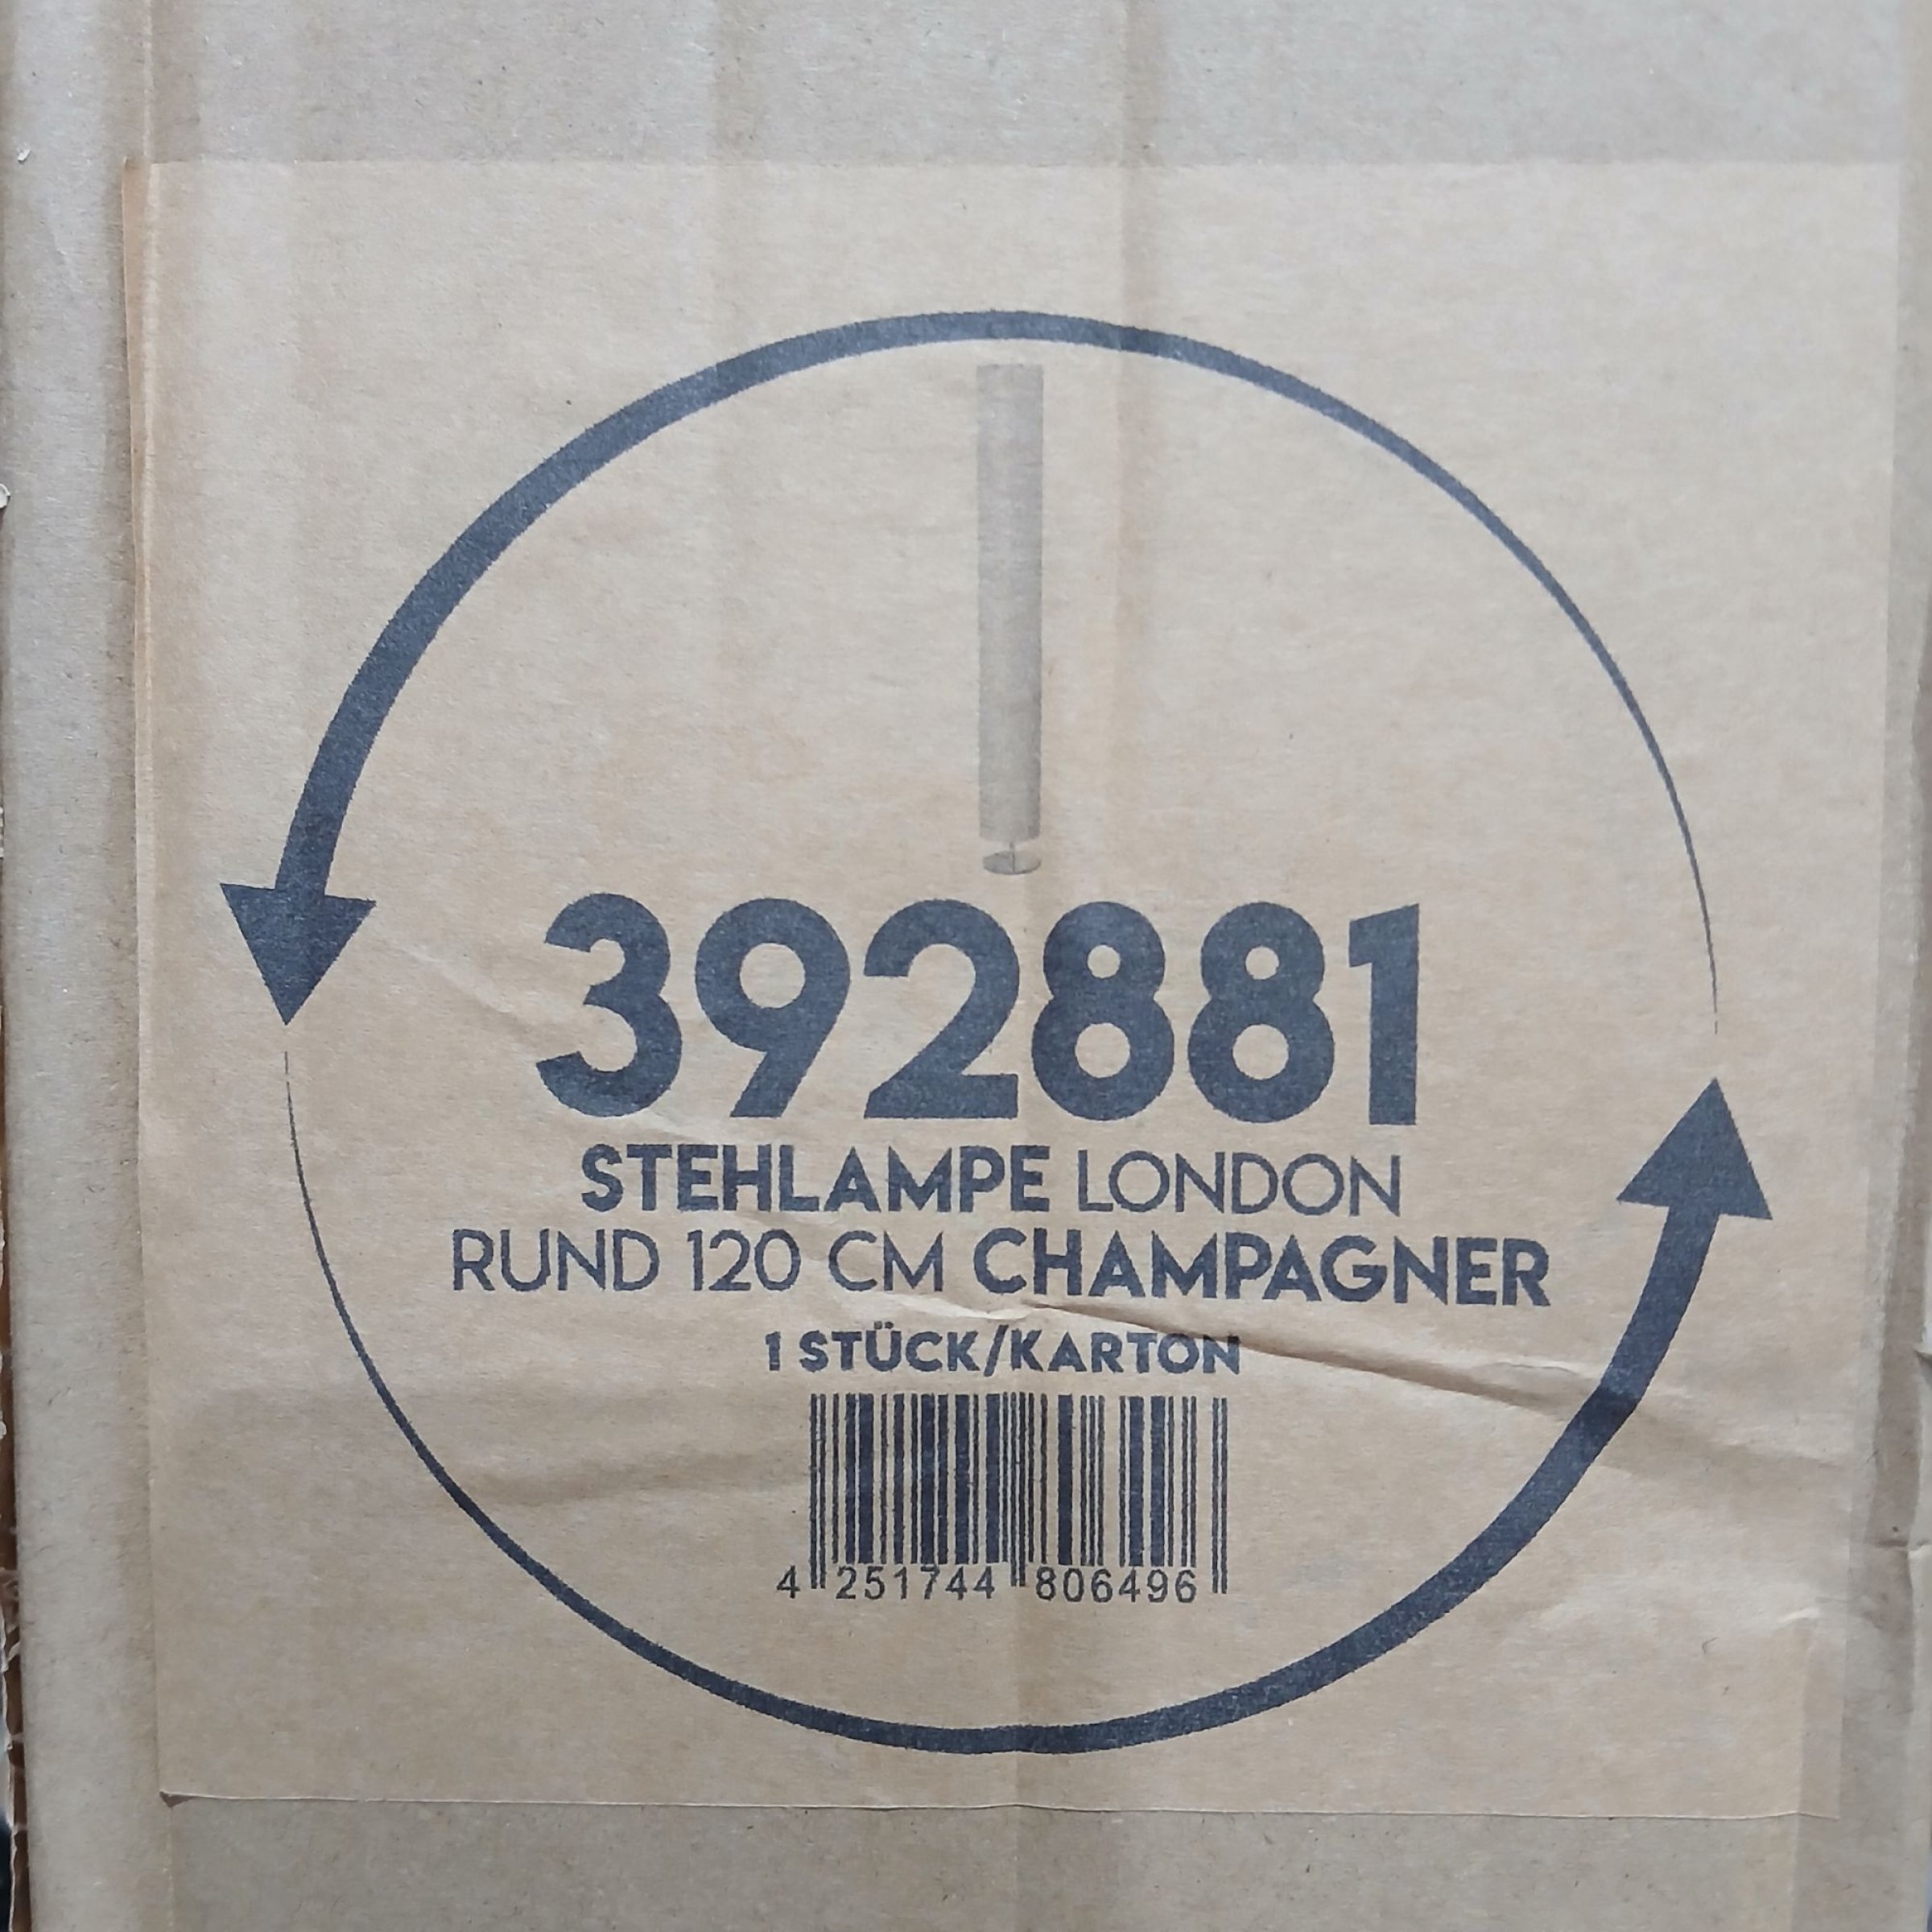 392881
STEHLAMPE LONDON
RUND 120 CM CHAMPAGNER
1 STÜCK/KARTON
4 251744 806496